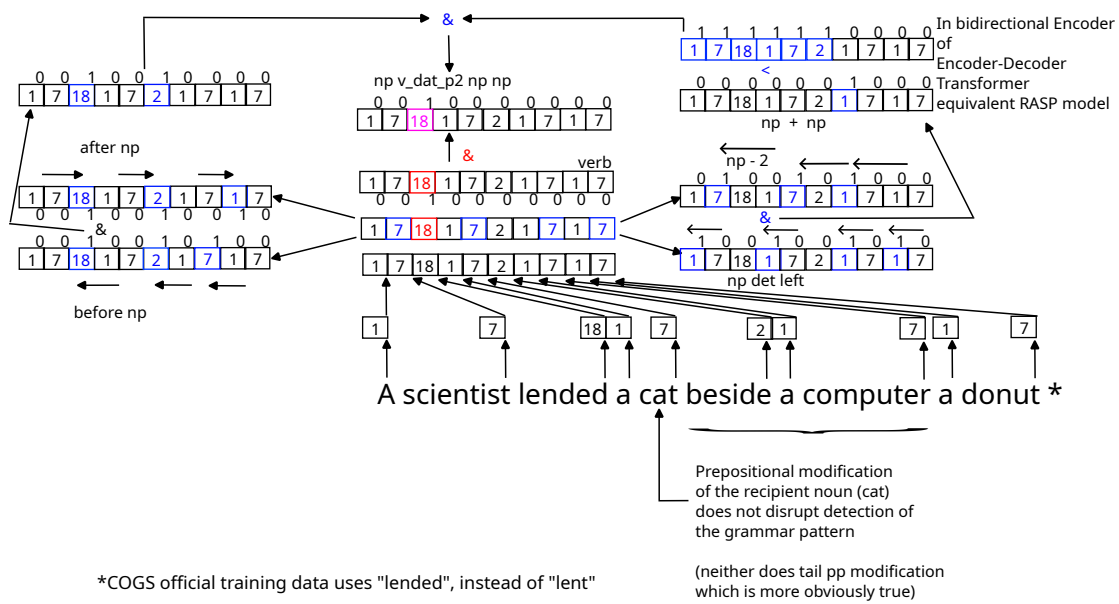 &
0 0 1 0 0 1 0 0 0 0
1 7 18 1 7 2 1 7 1 7
after np
1 7 18 1 7 2 1 7 1 7
0 0 1 0 0 1 0 0 1 0
&
0 0 1 0 0 1 0 1 0 0
1 7 18 1 7 2 1 7 1 7
before np
np v_dat_p2 np np
0 0 1 0 0 0 0 0 0 0
1 7 18 1 7 2 1 7 1 7
&
verb
1 7 18 1 7 2 1 7 1 7
0 0 1 0 0 0 0 0 0 0
1 7 18 1 7 2 1 7 1 7
1 7 18 1 7 2 1 7 1 7
1 1 1 1 1 1 0 0 0 0
1 7 18 1 7 2 1 7 1 7
<
0 0 0 0 0 0 1 0 0 0
1 7 18 1 7 2 1 7 1 7
np + np
In bidirectional Encoder
of
Encoder-Decoder
Transformer
equivalent RASP model
np - 2
0 1 0 0 1 0 1 0 0 0
1 7 18 1 7 2 1 7 1 7
&
1 0 0 1 0 0 1 0 1 0
1 7 18 1 7 2 1 7 1 7
np det left
1 7 18 1 7 2 1 7 1 7
A scientist lended a cat beside a computer a donut *
Prepositional modification
of the recipient noun (cat)
does not disrupt detection of
the grammar pattern
(neither does tail pp modification
which is more obviously true)
*COGS official training data uses "lended", instead of "lent"